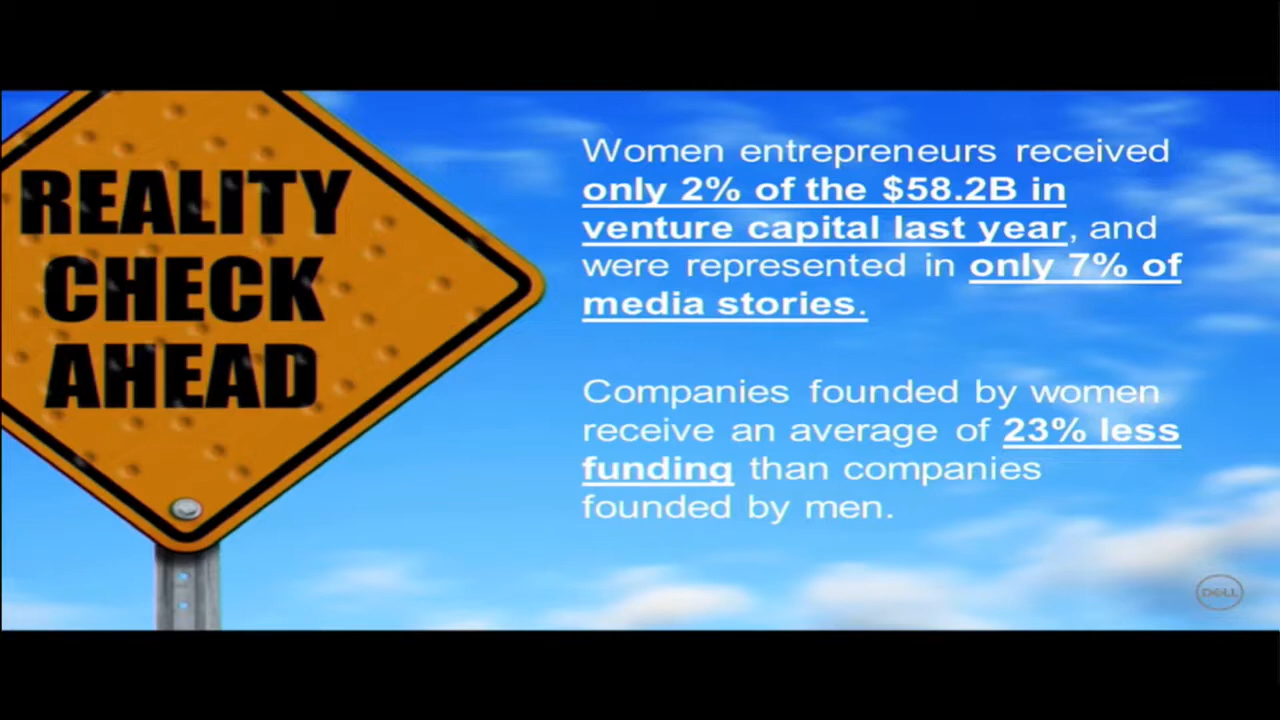 REALITY
CHECK
AHEAD
Women entrepreneurs received
only 2% of the $58.2B in
venture capital last year, and
were represented in only 7% of
media stories.
Companies founded by women
receive an average of 23% less
funding than companies
founded by men.
DELL